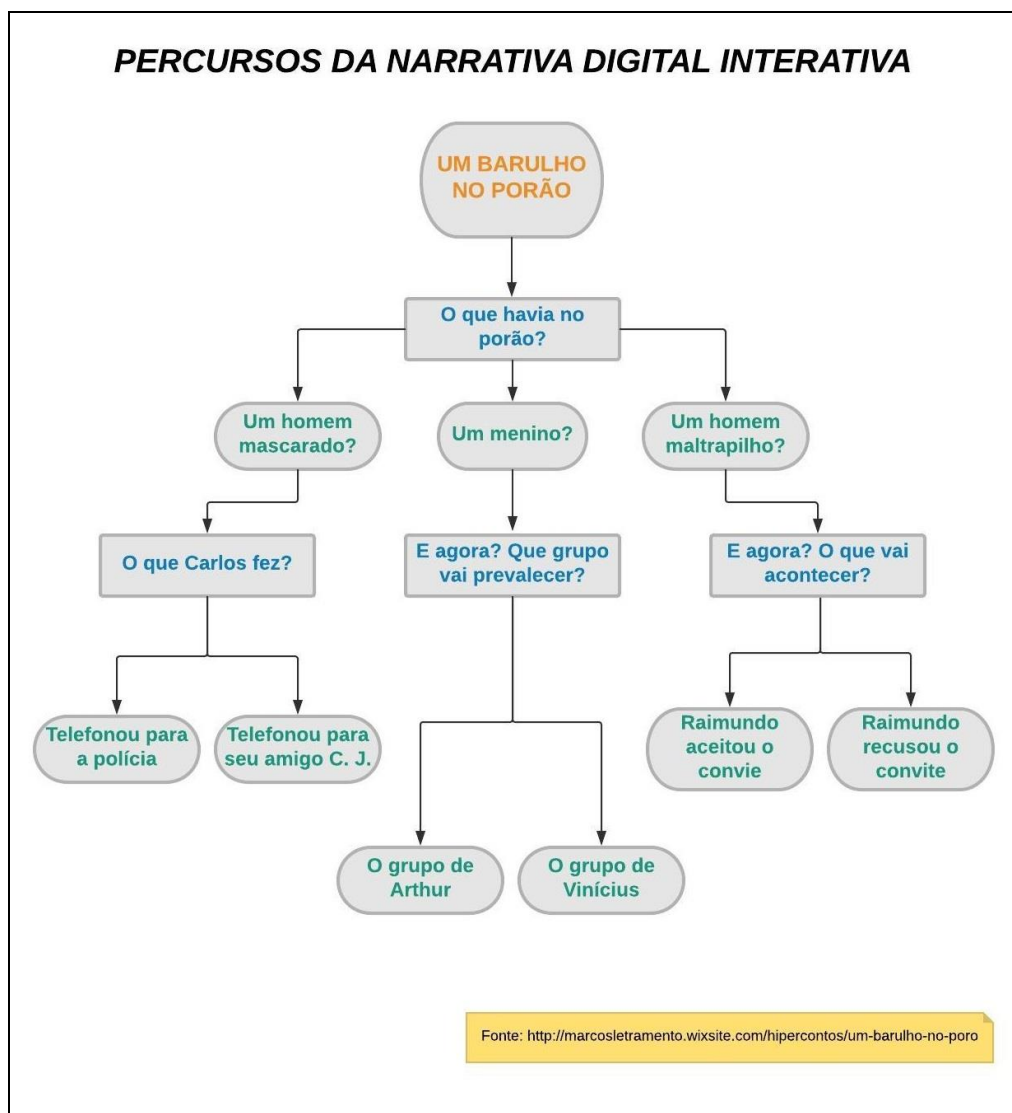 PERCURSOS DA NARRATIVA DIGITAL INTERATIVA
UM BARULHO
NO PORÃO
O que havia no
porão?
Um homem
mascarado?
Um menino?
Um homem
maltrapilho?
O que Carlos fez?
E agora? Que grupo
vai prevalecer?
E agora? O que vai
acontecer?
Telefonou para
a polícia
Telefonou para
seu amigo C. J.
Raimundo
aceitou o
convie
Raimundo
recusou o
convite
O grupo de
Arthur
O grupo de
Vinícius
Fonte: http://marcosletramento.wixsite.com/hipercontos/um-barulho-no-poro